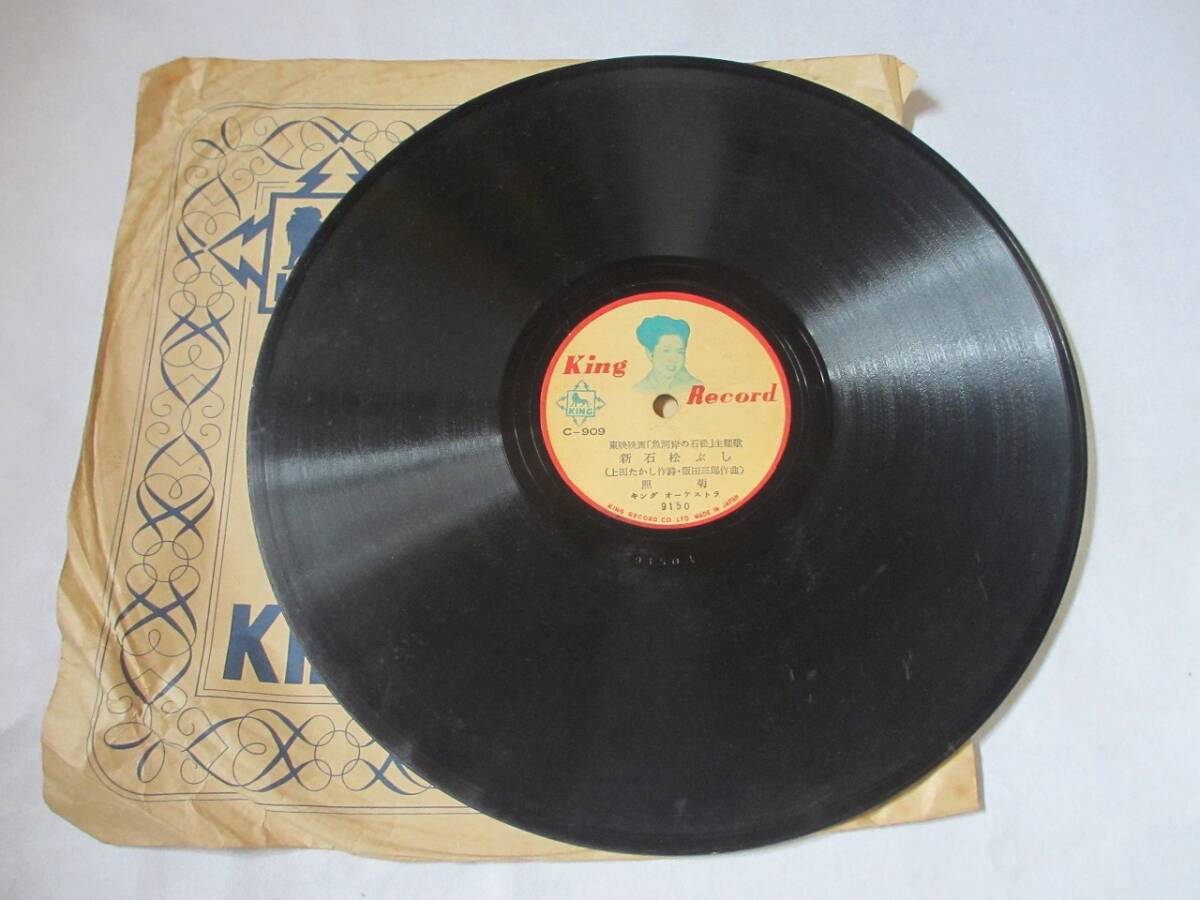 King
Record
KING
C-909
東映映画「魚河岸の石松」主題歌
新石松ぶし
(上田たかし作詩・飯田三郎作曲)
照菊
キング オーケストラ
9150
KING RECORD CO. LTD. MADE IN JAPAN
9150